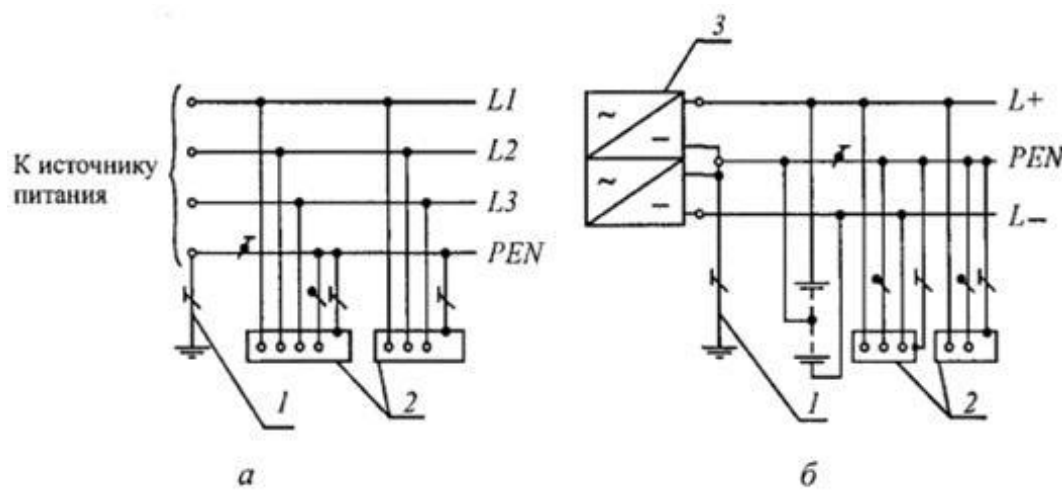 К источнику
питания
L1
L2
L3
PEN
1
2
а
3
~
–
~
–
L+
PEN
L–
1
2
б